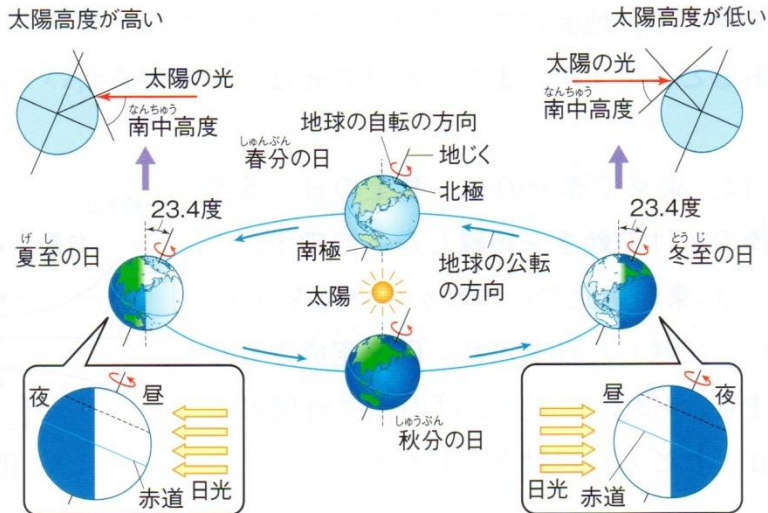 太陽高度が高い
太陽の光
なんちゅう
南中高度
太陽高度が低い
太陽の光
なんちゅう
南中高度
地球の自転の方向
しゅんぶん
春分の日
地じく
北極
南極
23.4度
げし
夏至の日
23.4度
とうじ
冬至の日
地球の公転
の方向
太陽
しゅうぶん
秋分の日
夜
昼
赤道
日光
昼
夜
日光
赤道